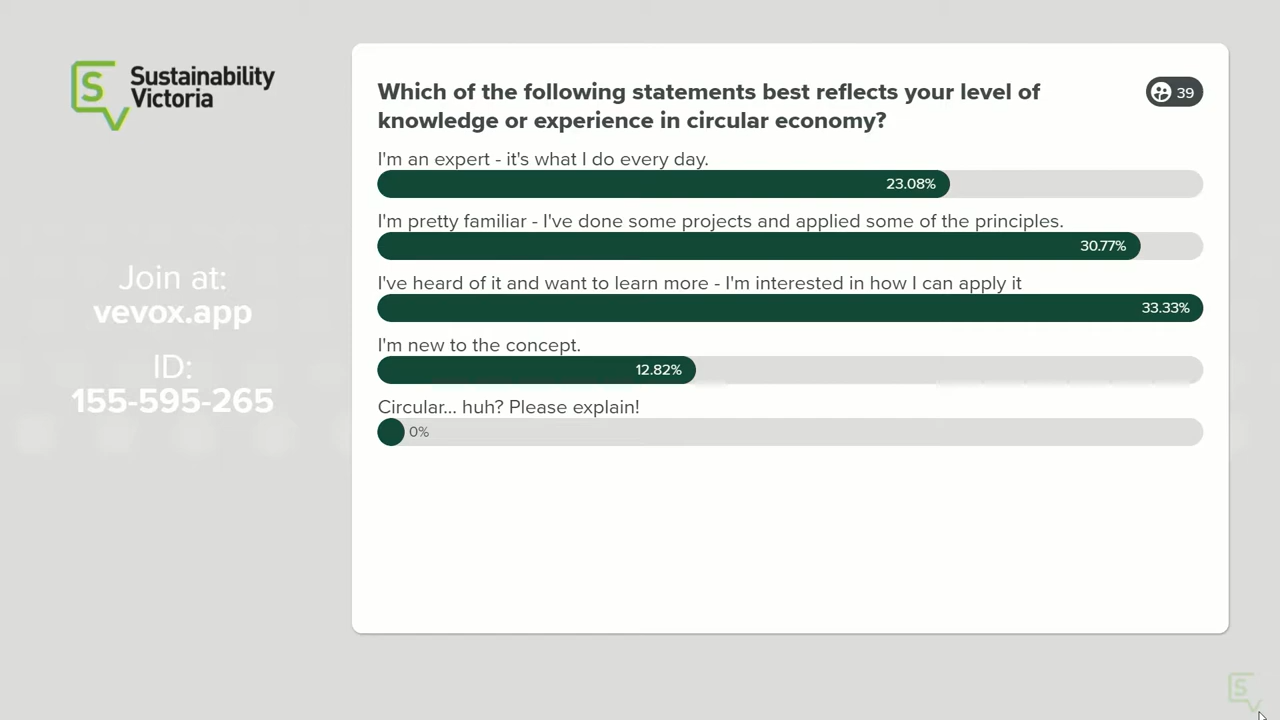 Sustainability
Victoria
Join at:
vevox.app
ID:
155-595-265
Which of the following statements best reflects your level of
knowledge or experience in circular economy?
39
I'm an expert - it's what I do every day.
23.08%
I'm pretty familiar - I've done some projects and applied some of the principles.
30.77%
I've heard of it and want to learn more - I'm interested in how I can apply it
33.33%
I'm new to the concept.
12.82%
Circular... huh? Please explain!
0%